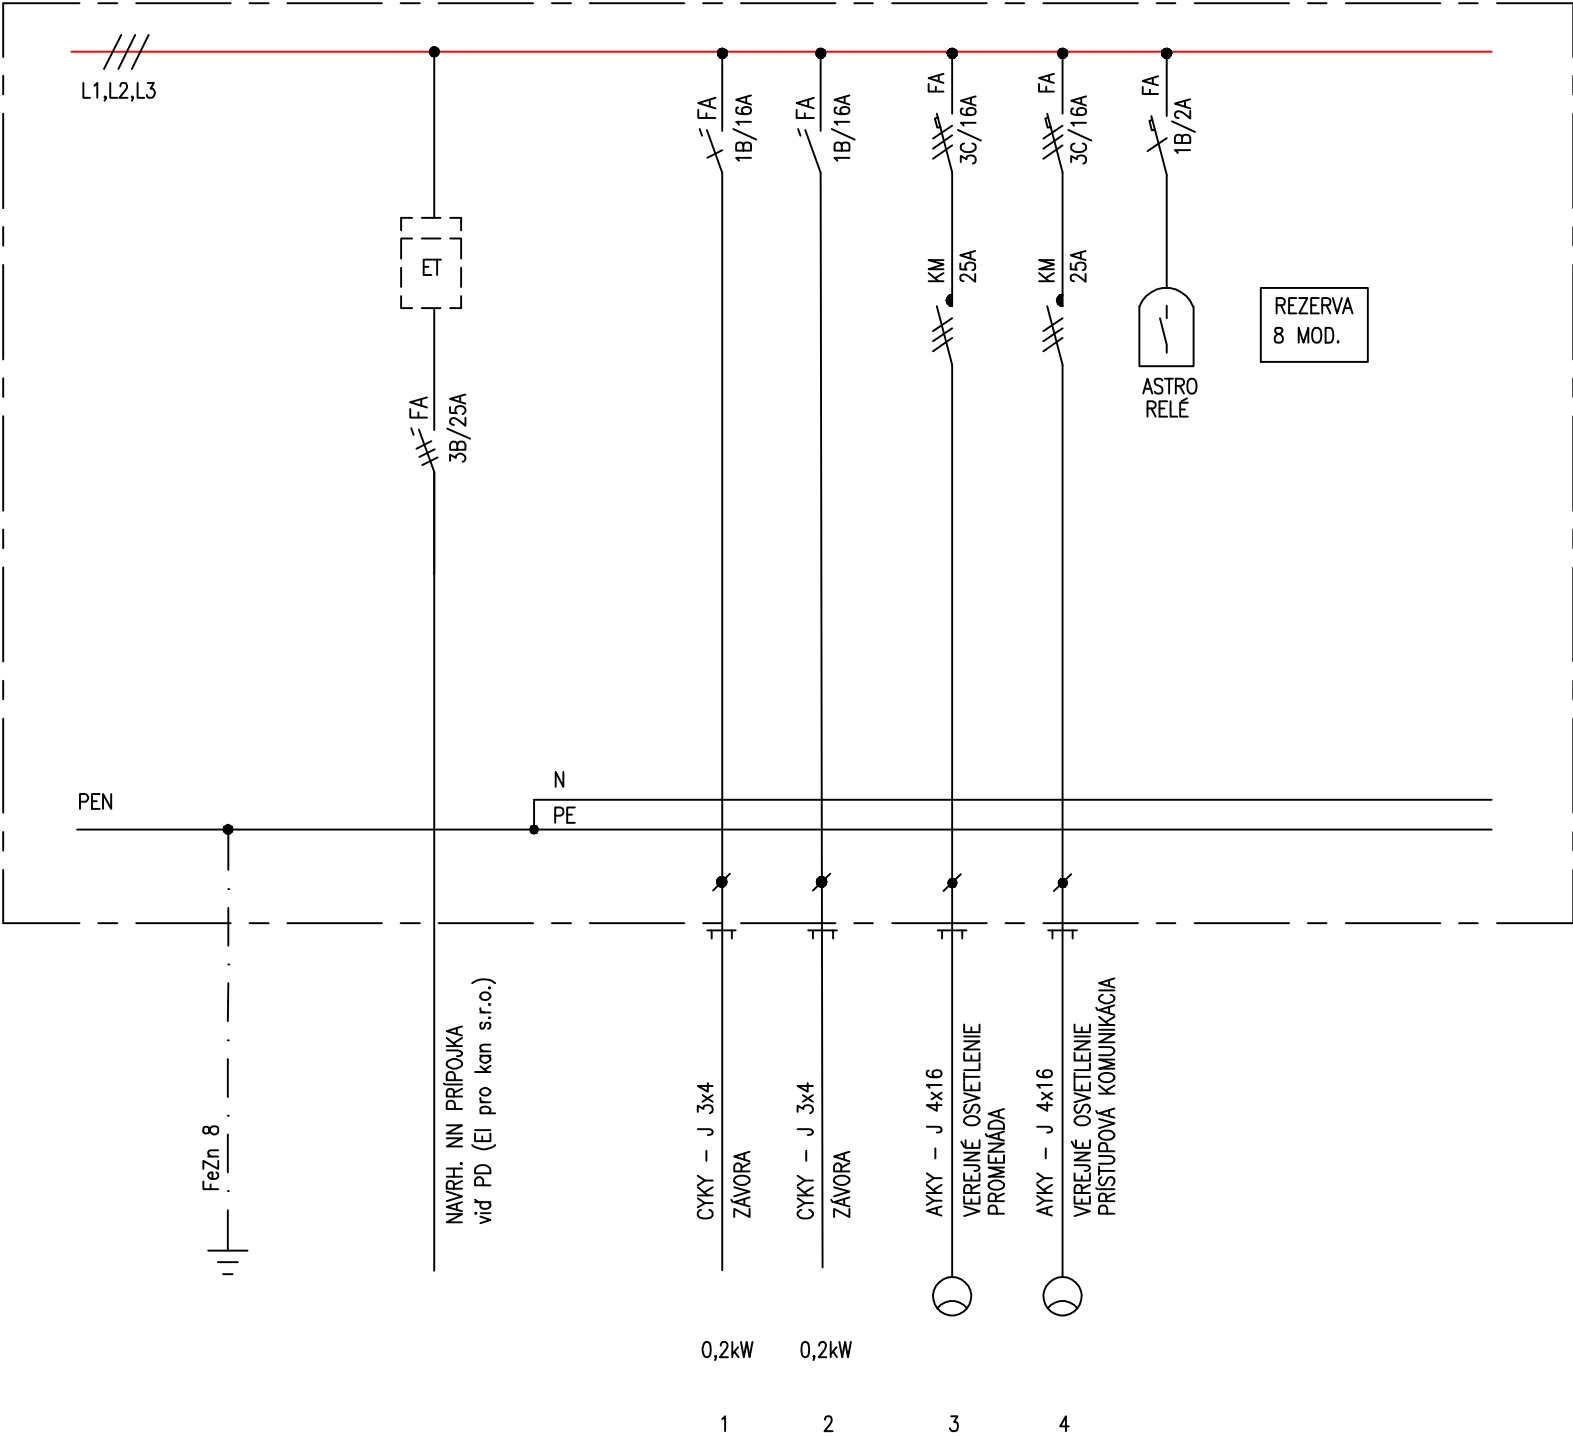 L1,L2,L3
FA
1B/16A
FA
1B/16A
FA
3C/16A
FA
3C/16A
FA
1B/2A
ET
KM
25A
KM
25A
REZERVA
8 MOD.
ASTRO
RELÉ
FA
3B/25A
N
PEN
PE
FeZn 8
NAVRH. NN PRÍPOJKA
viď PD (El pro kan s.r.o.)
CYKY – J 3x4
ZÁVORA
CYKY – J 3x4
ZÁVORA
AYKY – J 4x16
VEREJNÉ OSVETLENIE
PROMENÁDA
AYKY – J 4x16
VEREJNÉ OSVETLENIE
PRÍSTUPOVÁ KOMUNIKÁCIA
0,2kW
0,2kW
1
2
3
4